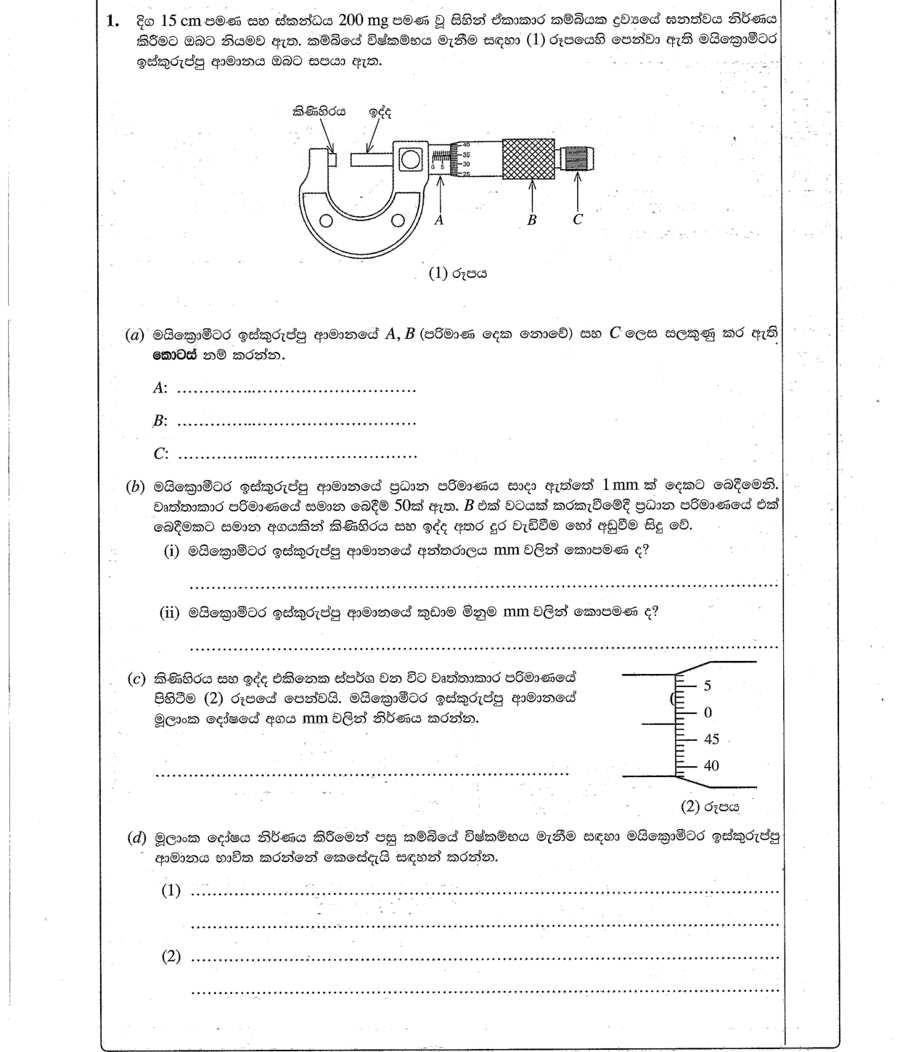 1. දිග 15 cm පමණ සහ ස්කන්ධය 200 mg පමණ වූ සිහින් ඒකාකාර කම්බියක ද්‍රව්‍යයේ ඝනත්වය නිර්ණය
කිරීමට ඔබට නියමව ඇත. කම්බියේ විෂ්කම්භය මැනීම සඳහා (1) රූපයෙහි පෙන්වා ඇති මයික්‍රොමීටර
ඉස්කුරුප්පු ආමානය ඔබට සපයා ඇත.
කිණිහිරය ඉද්ද
40
35
30
25
0 5
A B C
(1) රූපය
(a) මයික්‍රොමීටර ඉස්කුරුප්පු ආමානයේ A, B (පරිමාණ දෙක නොවේ) සහ C ලෙස සලකුණු කර ඇති
කොටස් නම් කරන්න.
A: ..........................................
B: ..........................................
C: ..........................................
(b) මයික්‍රොමීටර ඉස්කුරුප්පු ආමානයේ ප්‍රධාන පරිමාණය සාදා ඇත්තේ 1 mm ක් දෙකට බෙදීමෙනි.
වෘත්තාකාර පරිමාණයේ සමාන බෙදීම් 50ක් ඇත. B එක් වටයක් කරකැවීමේදී ප්‍රධාන පරිමාණයේ එක්
බෙදීමකට සමාන අගයකින් කිණිහිරය සහ ඉද්ද අතර දුර වැඩිවීම හෝ අඩුවීම සිදු වේ.
(i) මයික්‍රොමීටර ඉස්කුරුප්පු ආමානයේ අන්තරාලය mm වලින් කොපමණ ද?
..........................................
(ii) මයික්‍රොමීටර ඉස්කුරුප්පු ආමානයේ කුඩාම මිනුම mm වලින් කොපමණ ද?
..........................................
(c) කිණිහිරය සහ ඉද්ද එකිනෙක ස්පර්ශ වන විට වෘත්තාකාර පරිමාණයේ
පිහිටීම (2) රූපයේ පෙන්වයි. මයික්‍රොමීටර ඉස්කුරුප්පු ආමානයේ
මූලාංක දෝෂයේ අගය mm වලින් නිර්ණය කරන්න.
..........................................
5
0
45
40
(2) රූපය
(d) මූලාංක දෝෂය නිර්ණය කිරීමෙන් පසු කම්බියේ විෂ්කම්භය මැනීම සඳහා මයික්‍රොමීටර ඉස්කුරුප්පු
ආමානය භාවිත කරන්නේ කෙසේදැයි සඳහන් කරන්න.
(1) ..........................................
..........................................
(2) ..........................................
..........................................